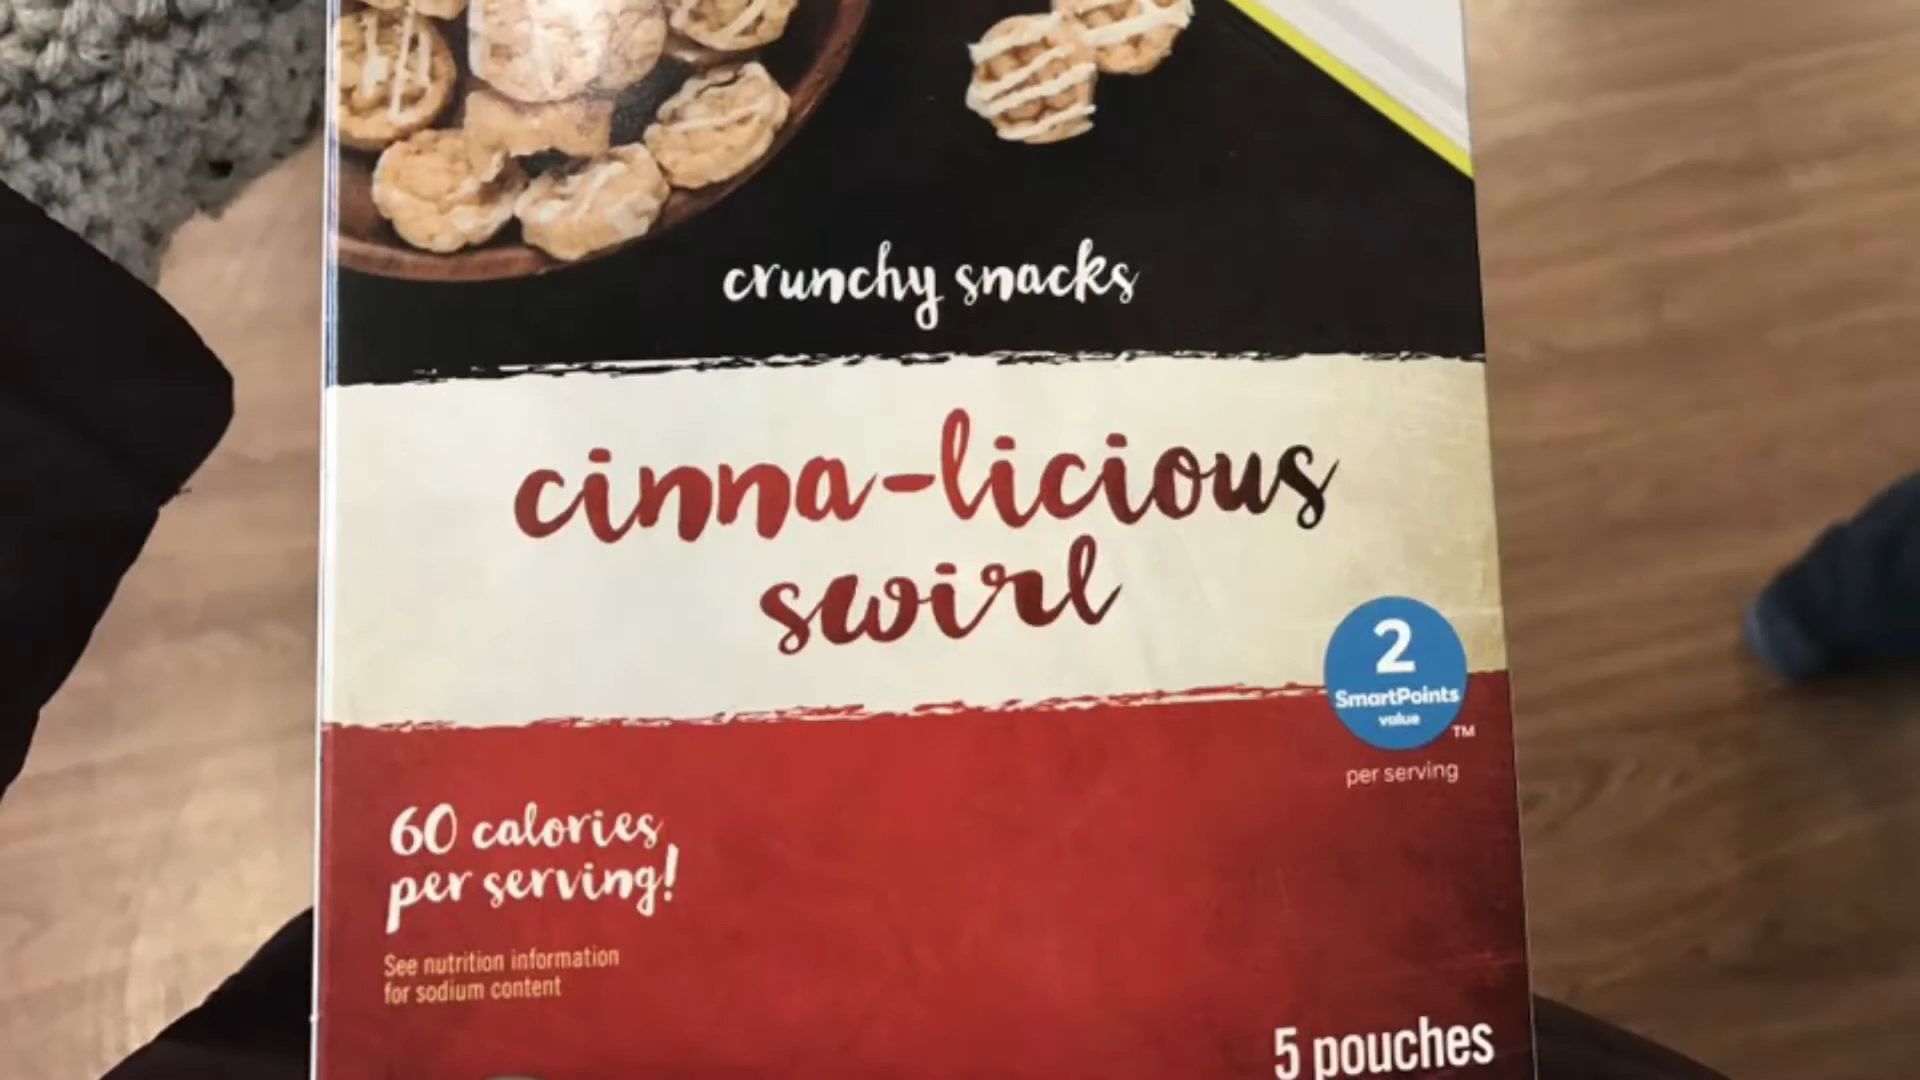 crunchy snacks
cinna-licious
swirl
2
SmartPoints
value
TM
per serving
60 calories
per serving!
See nutrition information
for sodium content
5 pouches